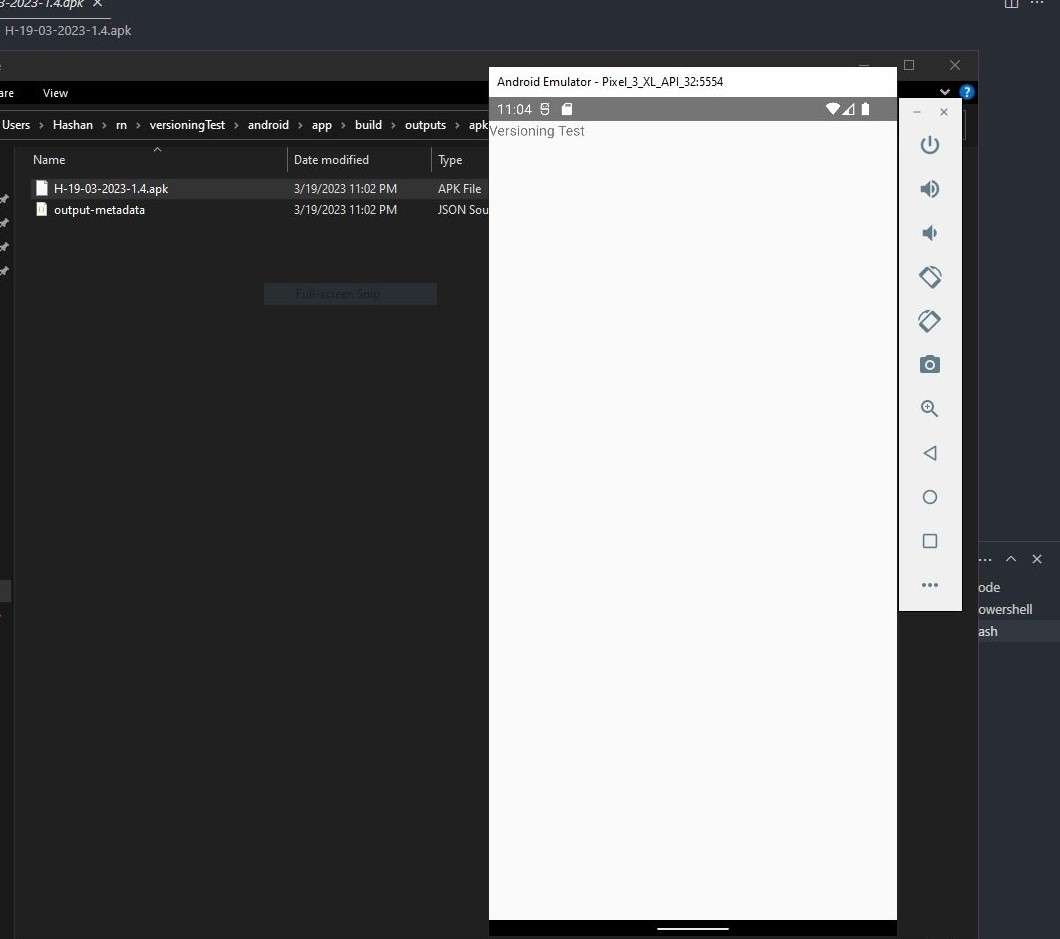 3-2023-1.4.apk
H-19-03-2023-1.4.apk
Android Emulator - Pixel_3_XL_API_32:5554
are View
11:04
Users > Hashan > rn > versioningTest > android > app > build > outputs > apk
Versioning Test
Name Date modified Type
H-19-03-2023-1.4.apk 3/19/2023 11:02 PM APK File
output-metadata 3/19/2023 11:02 PM JSON Sou
Full-screen Snip
ode
owershell
ash